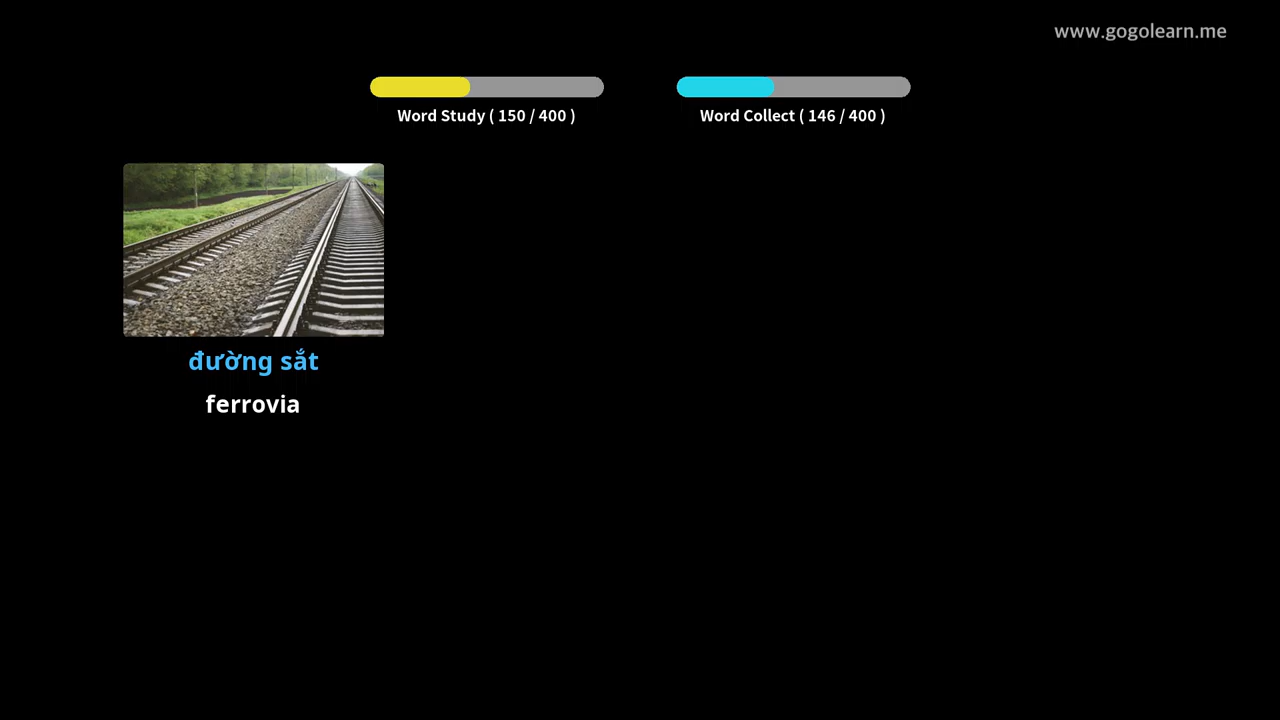 www.gogolearn.me
Word Study ( 150 / 400 )
Word Collect ( 146 / 400 )
đường sắt
ferrovia